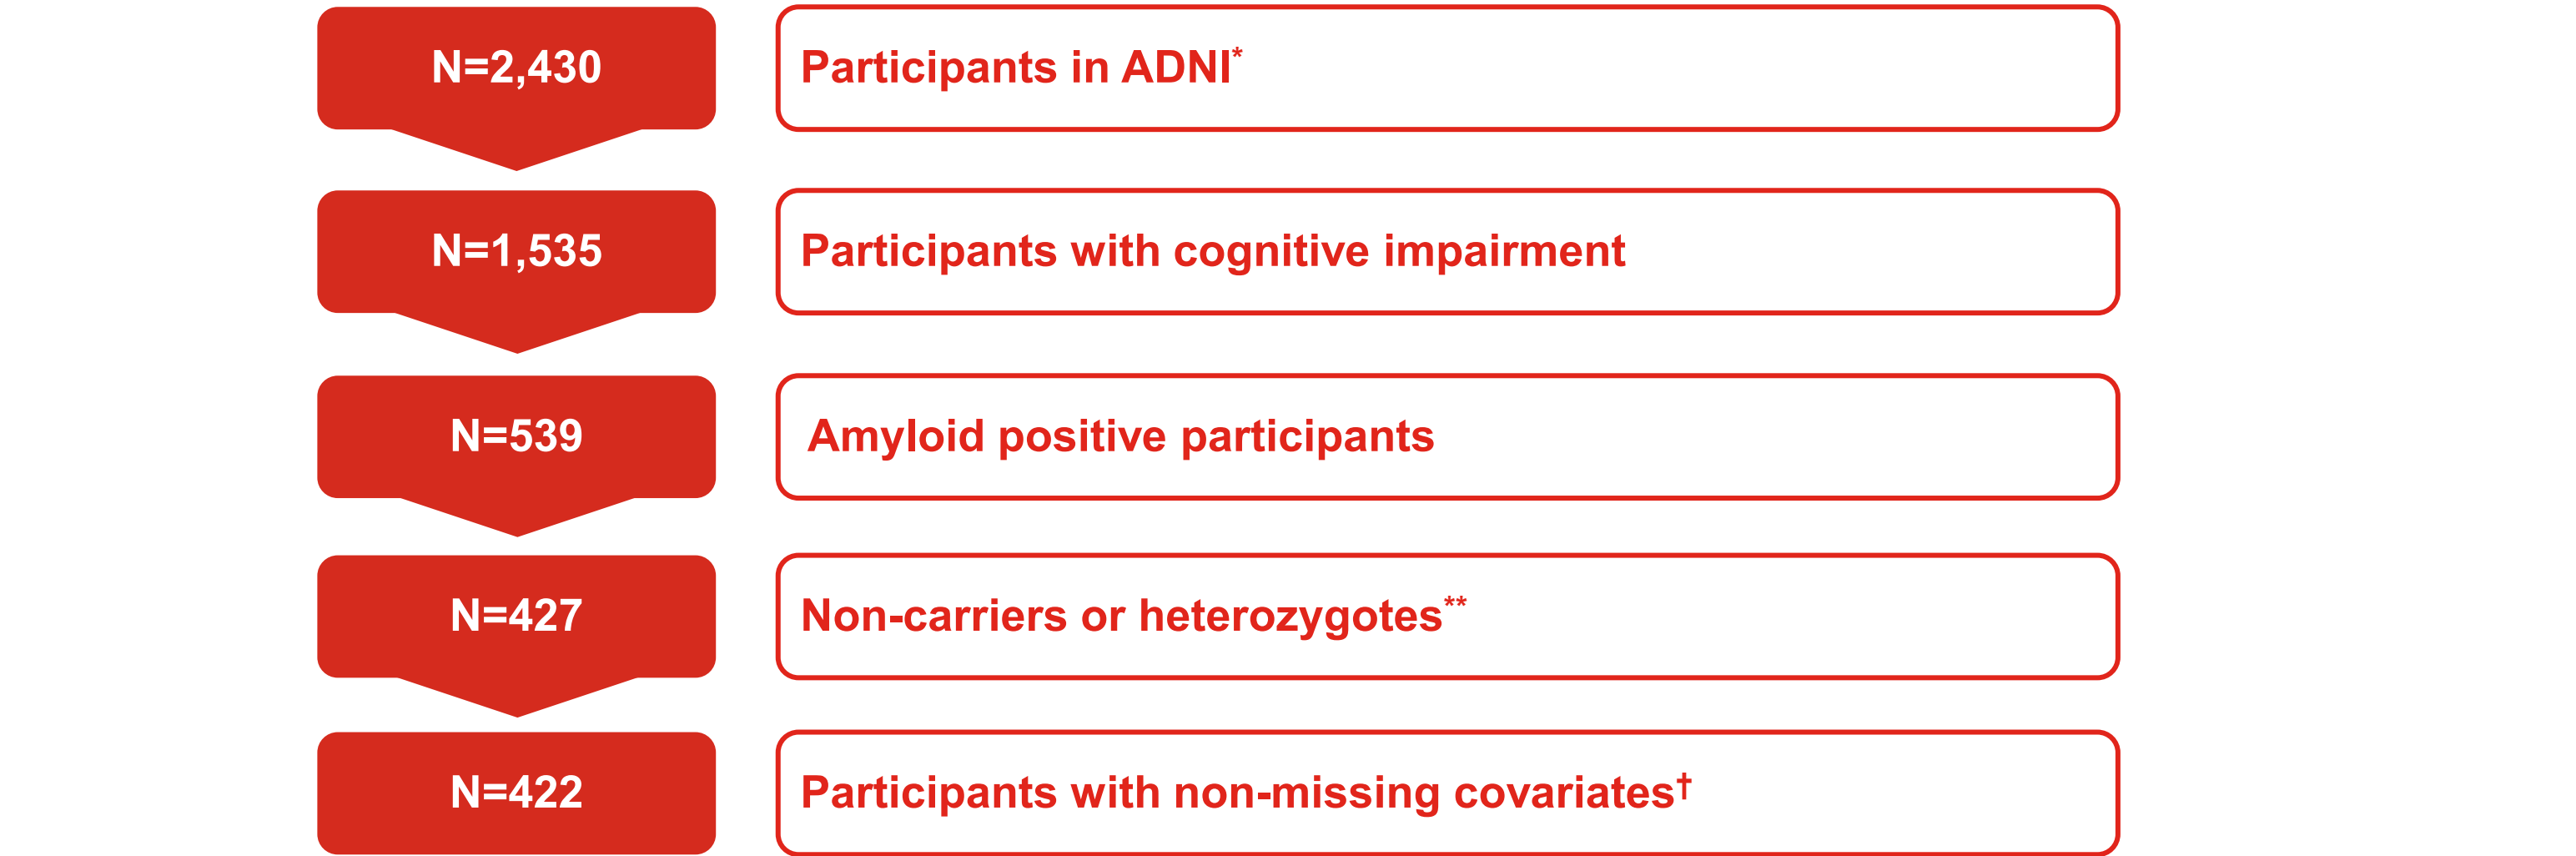 N=2,430
Participants in ADNI*
N=1,535
Participants with cognitive impairment
N=539
Amyloid positive participants
N=427
Non-carriers or heterozygotes**
N=422
Participants with non-missing covariates†